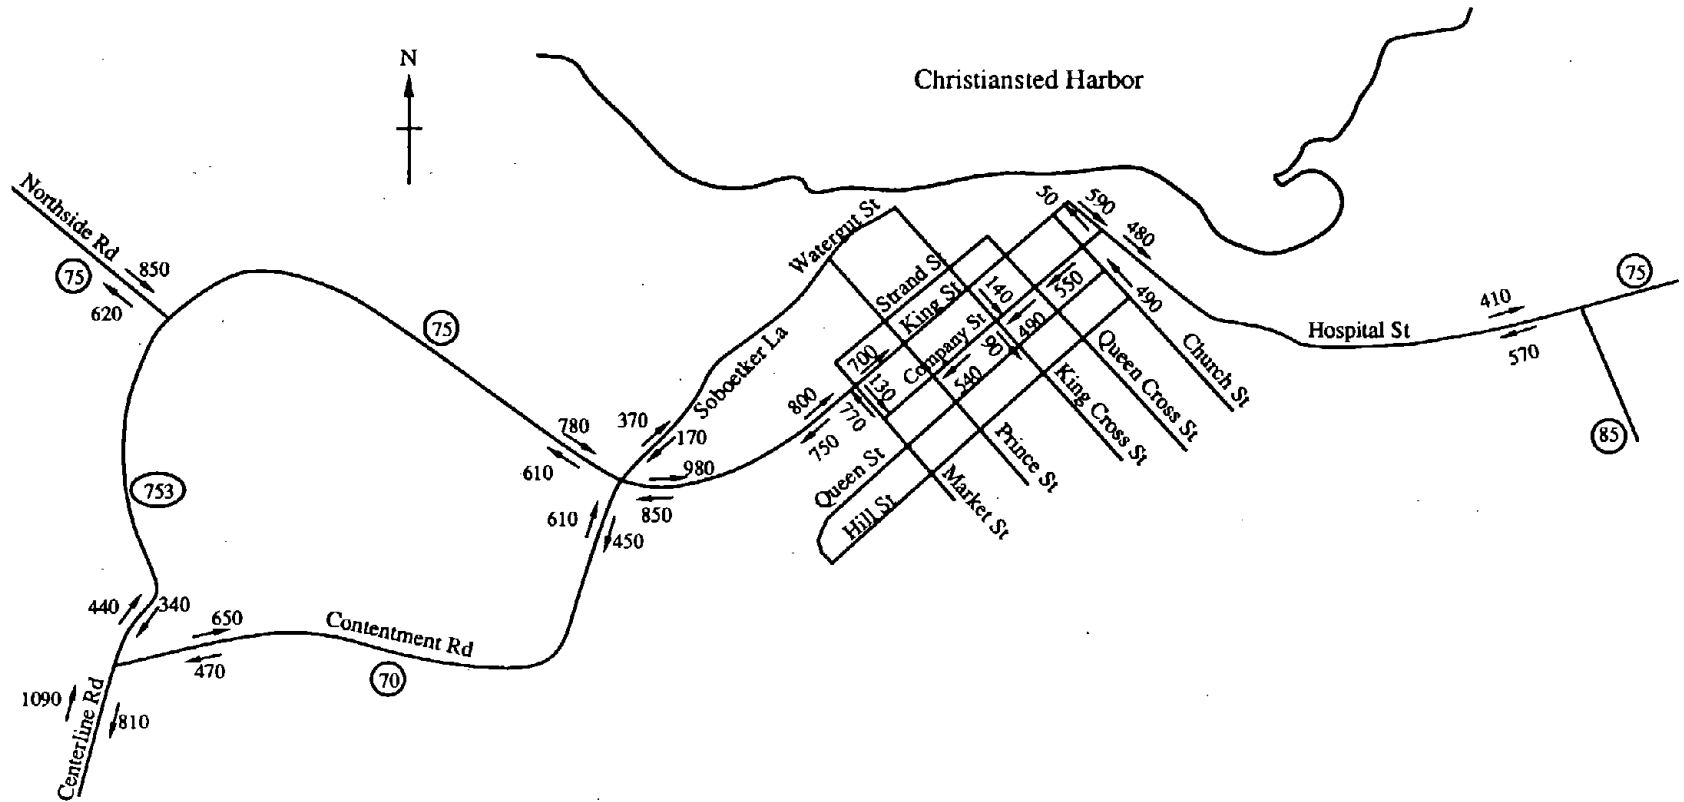 Christiansted Harbor
N
Northside Rd
75
850
620
75
753
440
340
650
470
Contentment Rd
70
1090
810
Centerline Rd
780
610
370
170
Soboetker La
980
850
610
450
Watergut St
Strand St
King St
Company St
800
750
700
130
770
140
90
490
540
550
50
590
480
490
Queen St
Hill St
Market St
Prince St
King Cross St
Queen Cross St
Church St
Hospital St
410
570
75
85